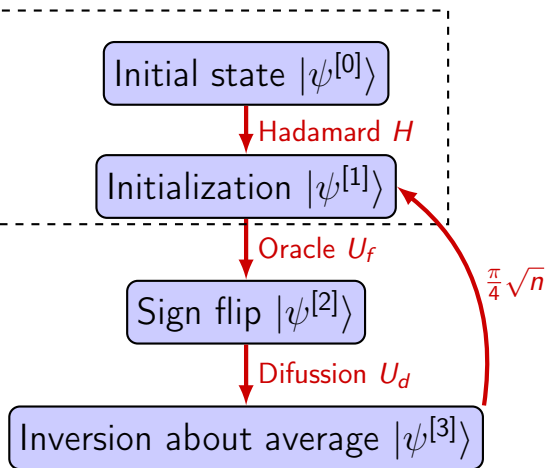 Initial state |ψ^[0]⟩
Hadamard H
Initialization |ψ^[1]⟩
Oracle U_f
π/4 √n
Sign flip |ψ^[2]⟩
Difussion U_d
Inversion about average |ψ^[3]⟩